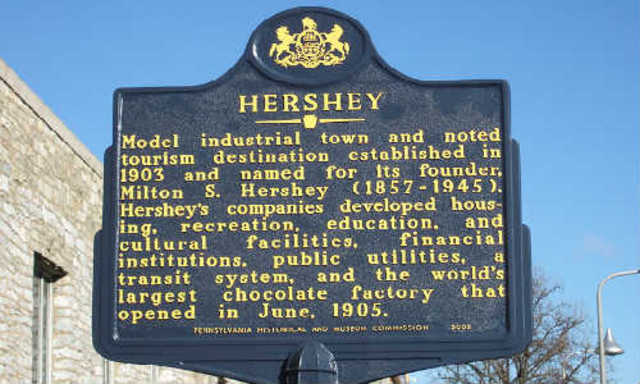 HERSHEY
Model industrial town and noted
tourism destination established in
1903 and named for its founder,
Milton S. Hershey (1857-1945).
Hershey's companies developed hous-
ing, recreation, education, and
cultural facilities, financial
institutions, public utilities, a
transit system, and the world's
largest chocolate factory that
opened in June, 1905.
PENNSYLVANIA HISTORICAL AND MUSEUM COMMISSION